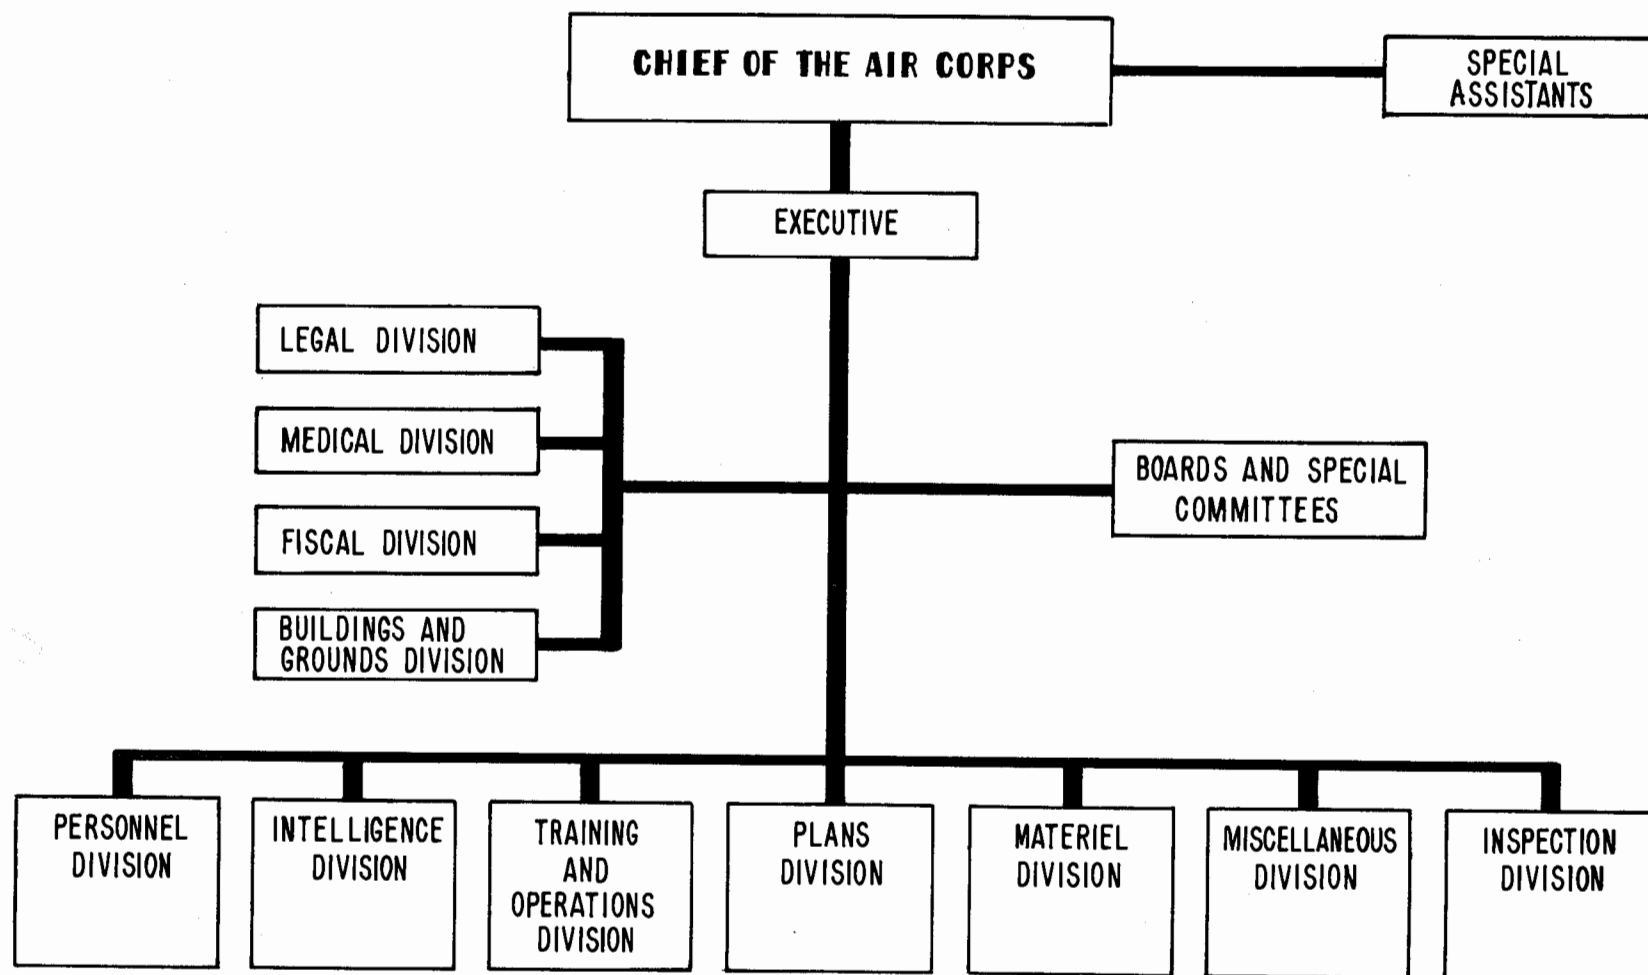 CHIEF OF THE AIR CORPS
SPECIAL
ASSISTANTS
EXECUTIVE
LEGAL DIVISION
MEDICAL DIVISION
FISCAL DIVISION
BUILDINGS AND
GROUNDS DIVISION
BOARDS AND SPECIAL
COMMITTEES
PERSONNEL
DIVISION
INTELLIGENCE
DIVISION
TRAINING
AND
OPERATIONS
DIVISION
PLANS
DIVISION
MATERIEL
DIVISION
MISCELLANEOUS
DIVISION
INSPECTION
DIVISION